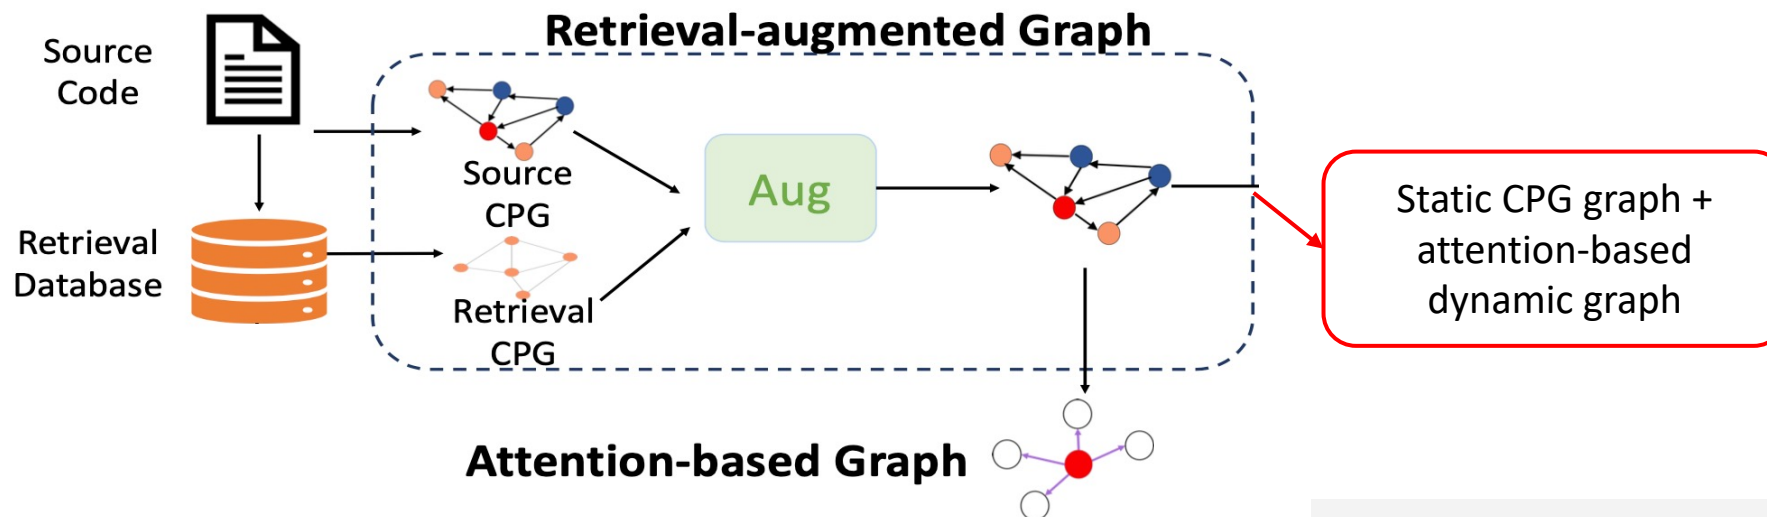 Retrieval-augmented Graph
Source
Code
Source
CPG
Aug
Retrieval
Database
Retrieval
CPG
Static CPG graph +
attention-based
dynamic graph
Attention-based Graph